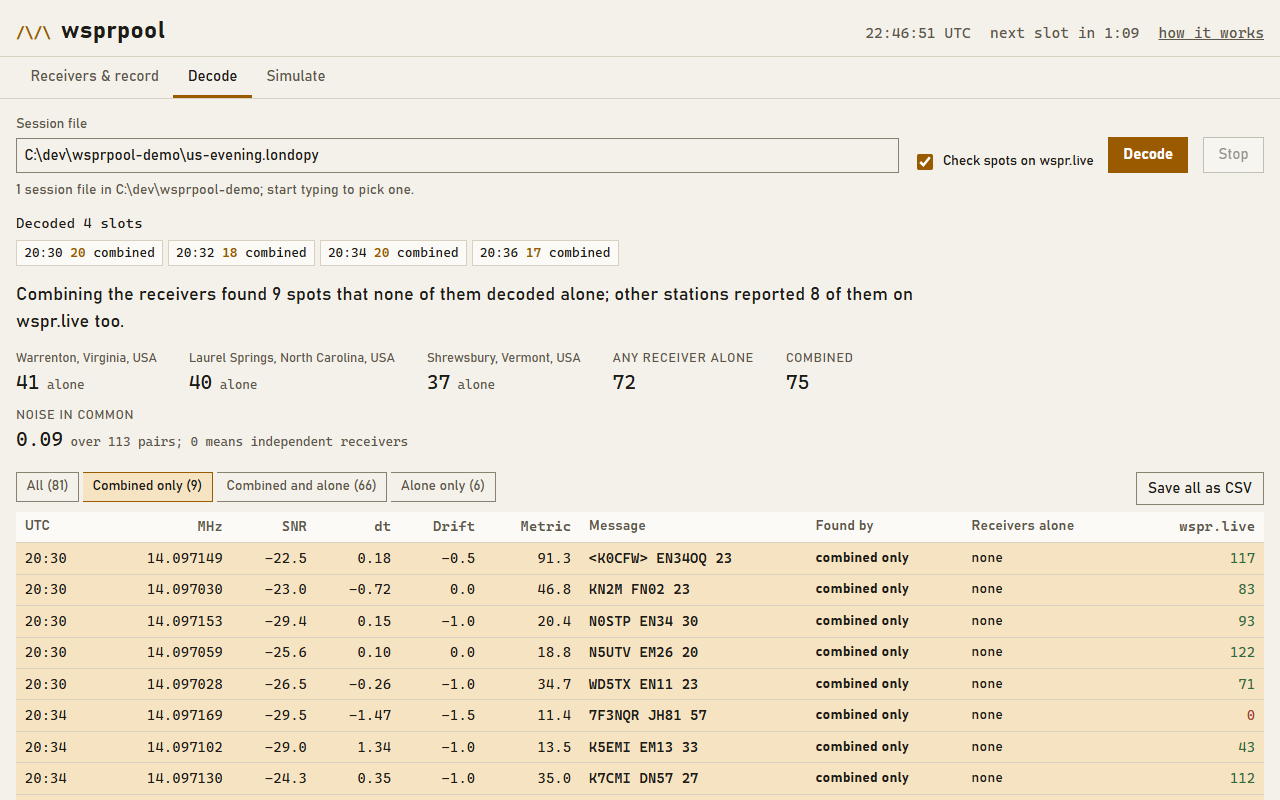 /\/\ wsprpool 22:46:51 UTC next slot in 1:09 how it works
Receivers & record Decode Simulate
Session file
C:\dev\wsprpool-demo\us-evening.londopy Check spots on wspr.live Decode Stop
1 session file in C:\dev\wsprpool-demo; start typing to pick one.
Decoded 4 slots
20:30 20 combined 20:32 18 combined 20:34 20 combined 20:36 17 combined
Combining the receivers found 9 spots that none of them decoded alone; other stations reported 8 of them on
wspr.live too.
Warrenton, Virginia, USA Laurel Springs, North Carolina, USA Shrewsbury, Vermont, USA ANY RECEIVER ALONE COMBINED
41 alone 40 alone 37 alone 72 75
NOISE IN COMMON
0.09 over 113 pairs; 0 means independent receivers
All (81) Combined only (9) Combined and alone (66) Alone only (6) Save all as CSV
UTC MHz SNR dt Drift Metric Message Found by Receivers alone wspr.live
20:30 14.097149 −22.5 0.18 −0.5 91.3 <K0CFW> EN34OQ 23 combined only none 117
20:30 14.097030 −23.0 −0.72 0.0 46.8 KN2M FN02 23 combined only none 83
20:30 14.097153 −29.4 0.15 −1.0 20.4 N0STP EN34 30 combined only none 93
20:30 14.097059 −25.6 0.10 0.0 18.8 N5UTV EM26 20 combined only none 122
20:30 14.097028 −26.5 −0.26 −1.0 34.7 WD5TX EN11 23 combined only none 71
20:34 14.097169 −29.5 −1.47 −1.5 11.4 7F3NQR JH81 57 combined only none 0
20:34 14.097102 −29.0 1.34 −1.0 13.5 K5EMI EM13 33 combined only none 43
20:34 14.097130 −24.3 0.35 −1.0 35.0 K7CMI DN57 27 combined only none 112